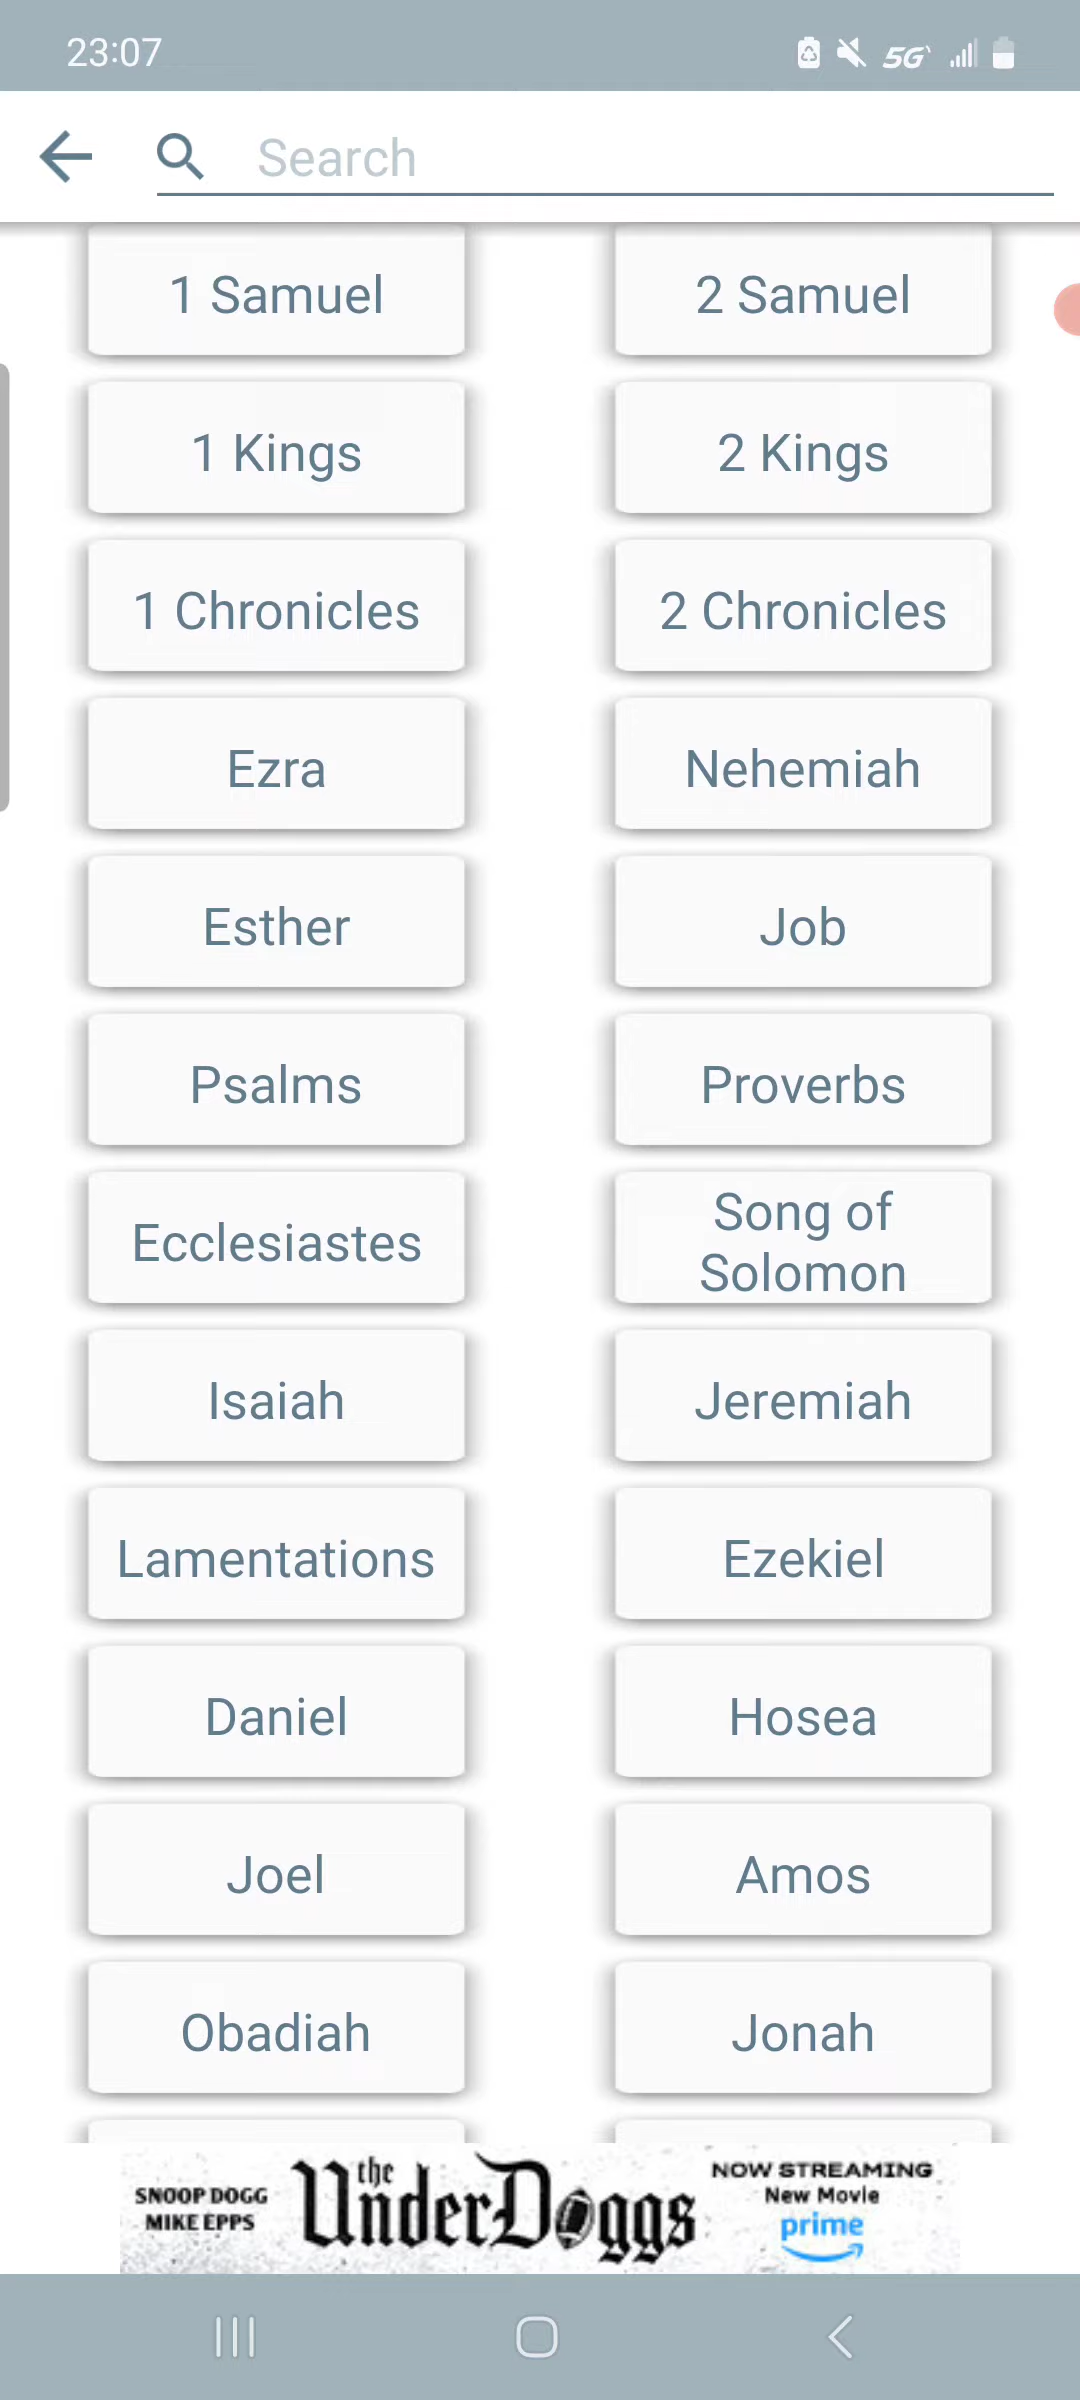 23:07
5G
Search
1 Samuel
2 Samuel
1 Kings
2 Kings
1 Chronicles
2 Chronicles
Ezra
Nehemiah
Esther
Job
Psalms
Proverbs
Ecclesiastes
Song of
Solomon
Isaiah
Jeremiah
Lamentations
Ezekiel
Daniel
Hosea
Joel
Amos
Obadiah
Jonah
SNOOP DOGG
MIKE EPPS
the
UnderDoggs
NOW STREAMING
New Movie
prime